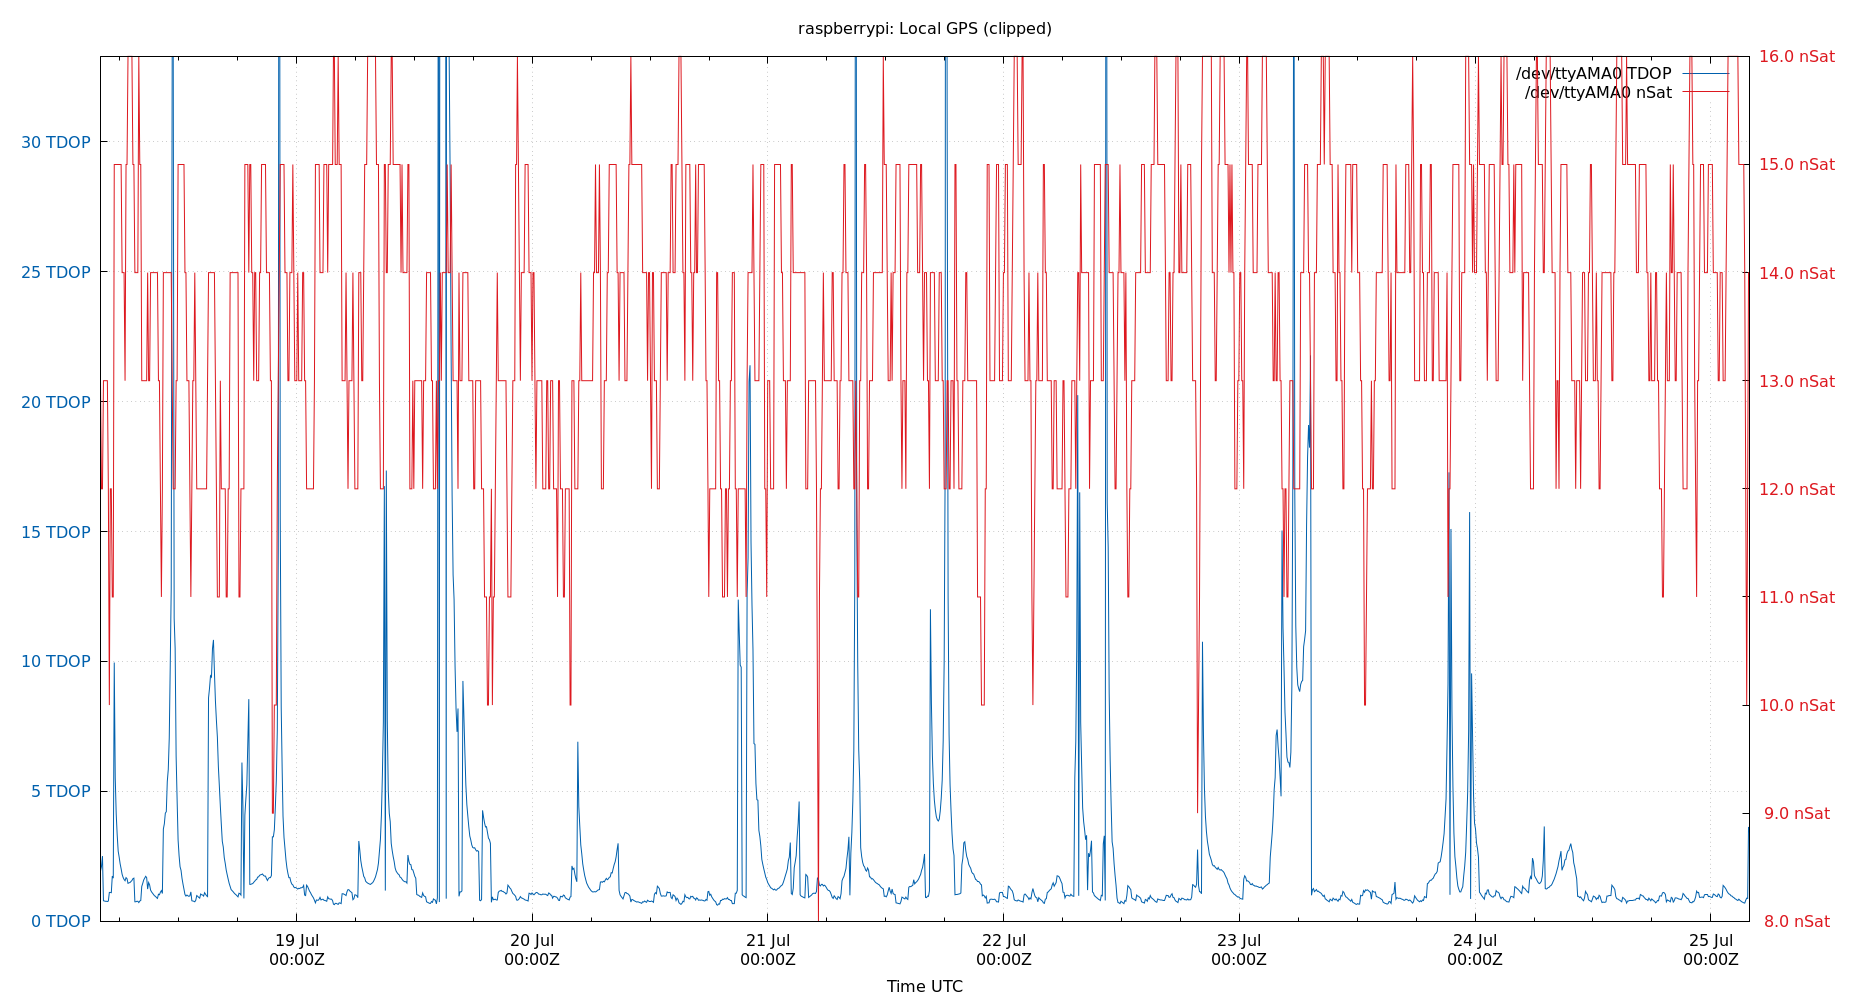 raspberrypi: Local GPS (clipped)
16.0 nSat
/dev/ttyAMA0 TDOP
/dev/ttyAMA0 nSat
30 TDOP
15.0 nSat
25 TDOP
14.0 nSat
13.0 nSat
20 TDOP
12.0 nSat
15 TDOP
11.0 nSat
10 TDOP
10.0 nSat
5 TDOP
9.0 nSat
0 TDOP
8.0 nSat
19 Jul 20 Jul 21 Jul 22 Jul 23 Jul 24 Jul 25 Jul
00:00Z 00:00Z 00:00Z 00:00Z 00:00Z 00:00Z 00:00Z
Time UTC